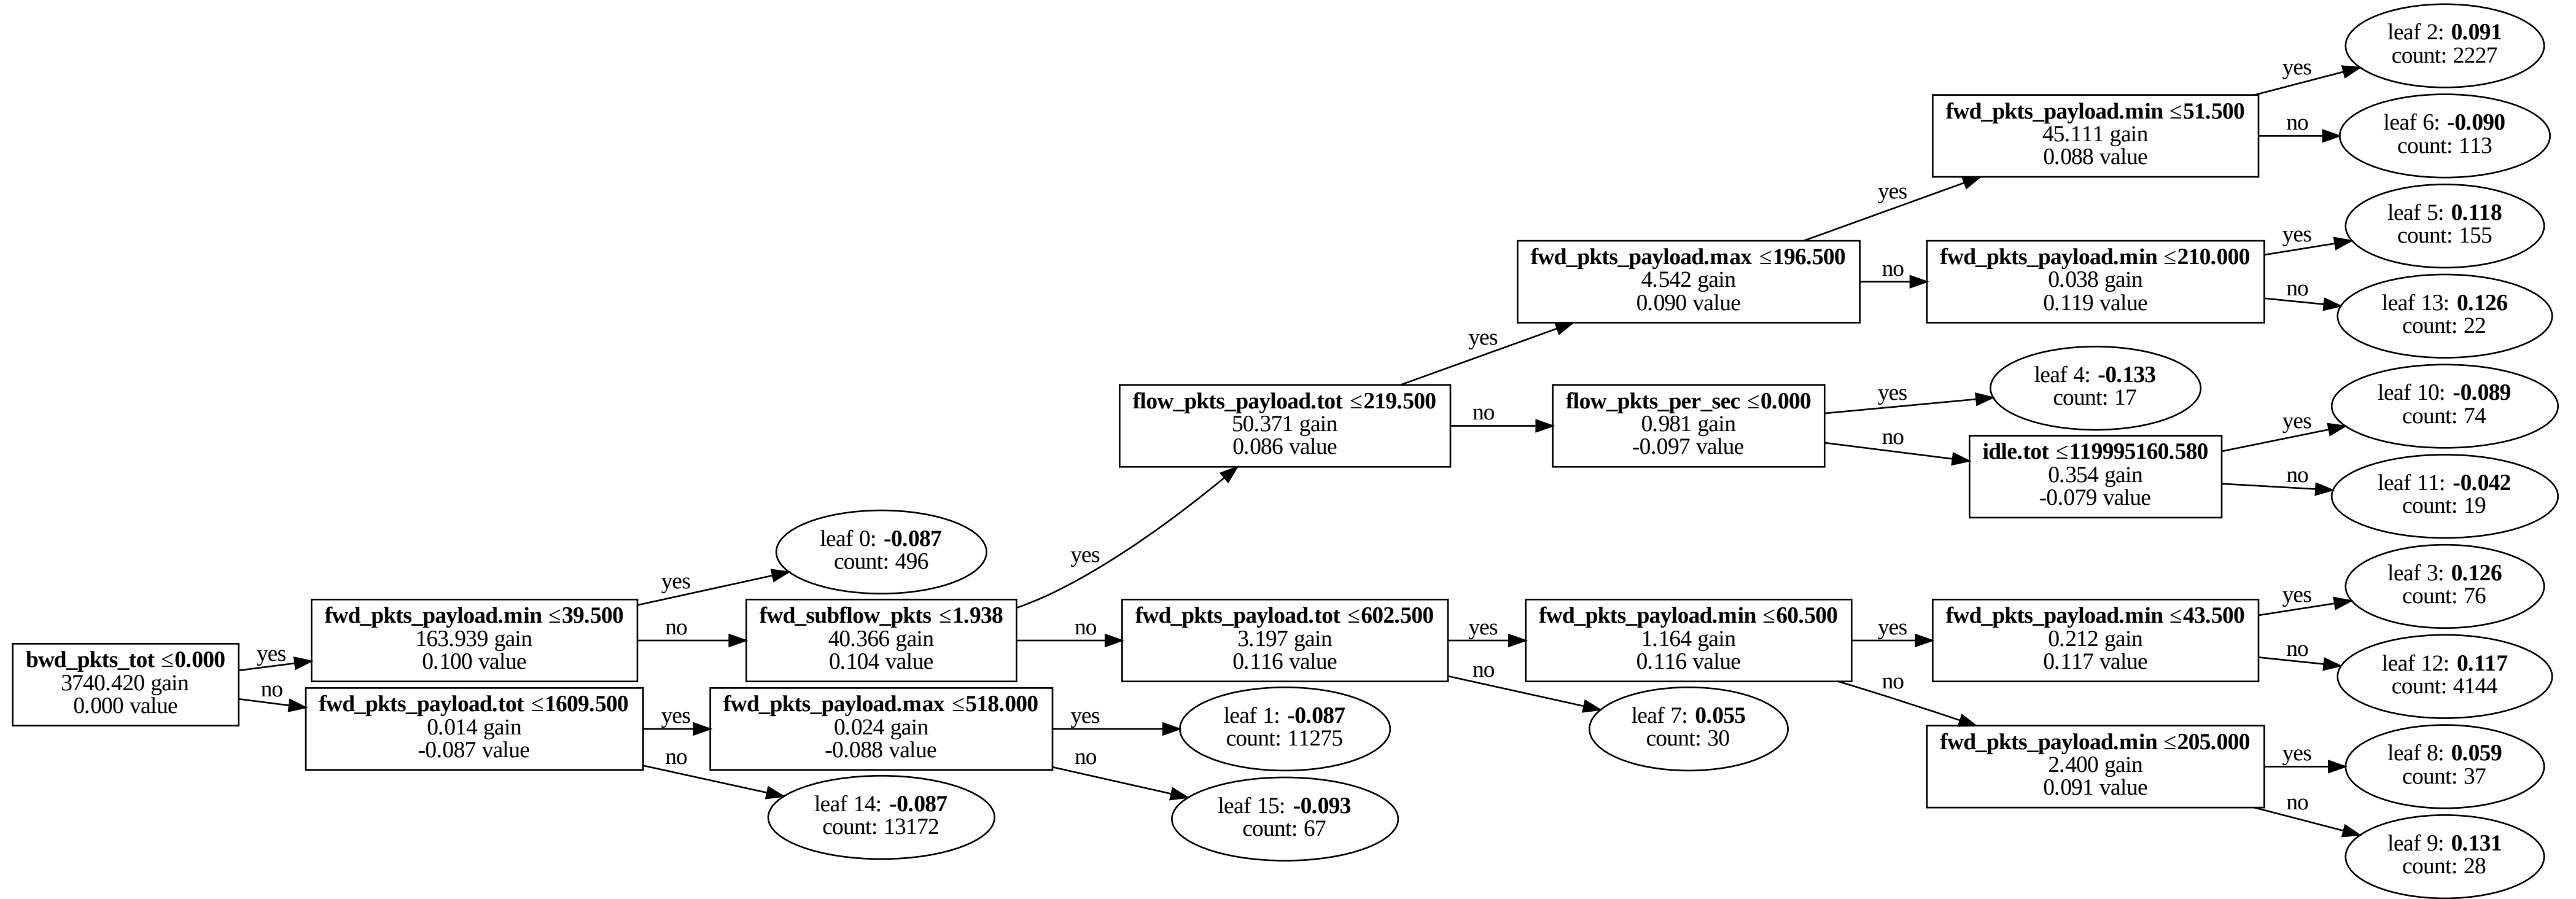 bwd_pkts_tot ≤0.000
3740.420 gain
0.000 value
yes
no
fwd_pkts_payload.min ≤39.500
163.939 gain
0.100 value
yes
no
leaf 0: -0.087
count: 496
fwd_subflow_pkts ≤1.938
40.366 gain
0.104 value
yes
no
flow_pkts_payload.tot ≤219.500
50.371 gain
0.086 value
yes
no
fwd_pkts_payload.max ≤196.500
4.542 gain
0.090 value
yes
no
fwd_pkts_payload.min ≤51.500
45.111 gain
0.088 value
yes
no
leaf 2: 0.091
count: 2227
leaf 6: -0.090
count: 113
fwd_pkts_payload.min ≤210.000
0.038 gain
0.119 value
yes
no
leaf 5: 0.118
count: 155
leaf 13: 0.126
count: 22
flow_pkts_per_sec ≤0.000
0.981 gain
-0.097 value
yes
no
leaf 4: -0.133
count: 17
idle.tot ≤119995160.580
0.354 gain
-0.079 value
yes
no
leaf 10: -0.089
count: 74
leaf 11: -0.042
count: 19
fwd_pkts_payload.tot ≤602.500
3.197 gain
0.116 value
yes
no
fwd_pkts_payload.min ≤60.500
1.164 gain
0.116 value
yes
no
fwd_pkts_payload.min ≤43.500
0.212 gain
0.117 value
yes
no
leaf 3: 0.126
count: 76
leaf 12: 0.117
count: 4144
leaf 7: 0.055
count: 30
fwd_pkts_payload.min ≤205.000
2.400 gain
0.091 value
yes
no
leaf 8: 0.059
count: 37
leaf 9: 0.131
count: 28
fwd_pkts_payload.tot ≤1609.500
0.014 gain
-0.087 value
yes
no
fwd_pkts_payload.max ≤518.000
0.024 gain
-0.088 value
yes
no
leaf 1: -0.087
count: 11275
leaf 15: -0.093
count: 67
leaf 14: -0.087
count: 13172